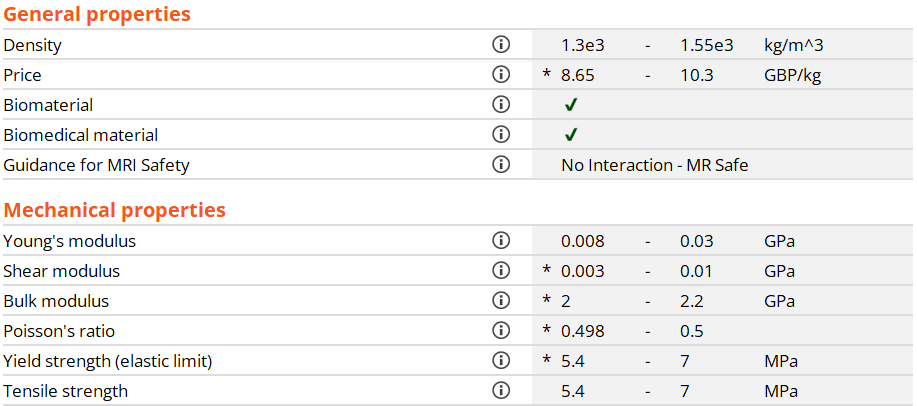 General properties
Density ⓘ 1.3e3 - 1.55e3 kg/m^3
Price ⓘ * 8.65 - 10.3 GBP/kg
Biomaterial ⓘ ✓
Biomedical material ⓘ ✓
Guidance for MRI Safety ⓘ No Interaction - MR Safe
Mechanical properties
Young's modulus ⓘ 0.008 - 0.03 GPa
Shear modulus ⓘ * 0.003 - 0.01 GPa
Bulk modulus ⓘ * 2 - 2.2 GPa
Poisson's ratio ⓘ * 0.498 - 0.5
Yield strength (elastic limit) ⓘ * 5.4 - 7 MPa
Tensile strength ⓘ 5.4 - 7 MPa